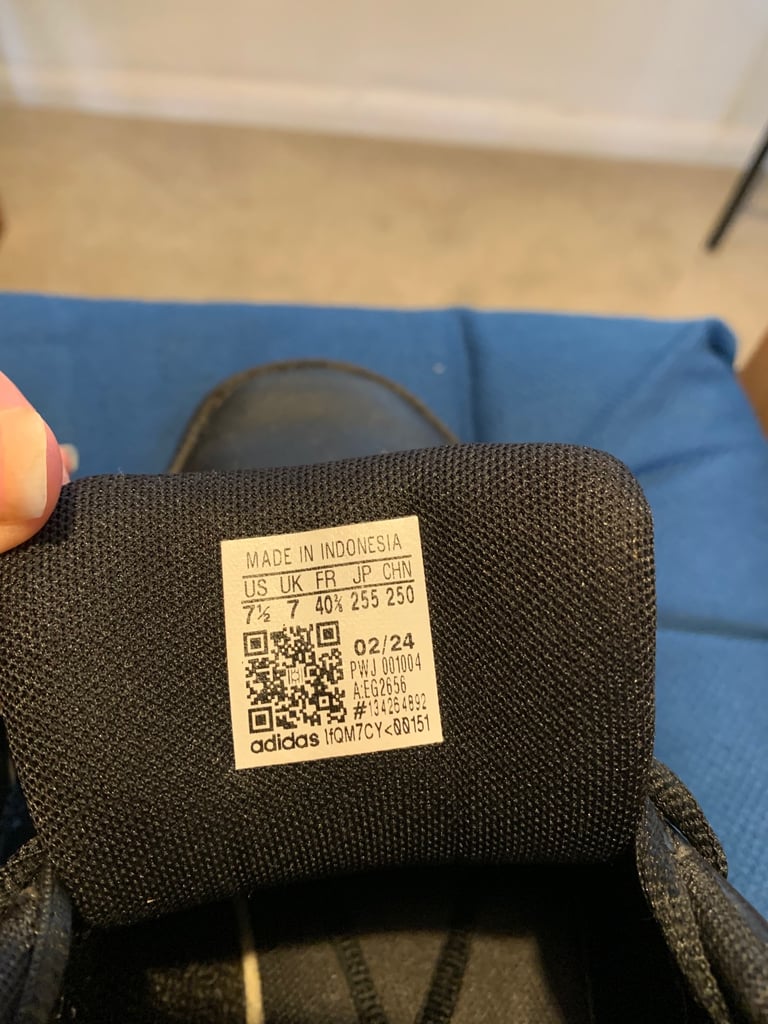 MADE IN INDONESIA
US UK FR JP CHN
7½ 7 40⅔ 255 250
02/24
PWJ 001004
A:EG2656
#134264892
adidas IfQM7CY<00151